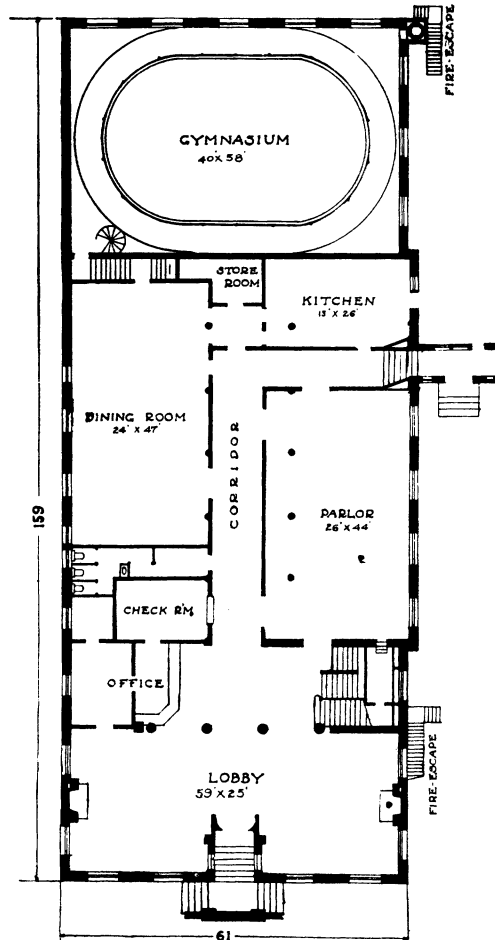 FIRE-ESCAPE
GYMNASIUM
40 X 58'
STORE
ROOM
KITCHEN
13' X 26'
DINING ROOM
24' X 47'
CORRIDOR
PARLOR
26' X 44'
159
CHECK R'M
OFFICE
LOBBY
59' X 25'
FIRE-ESCAPE
61